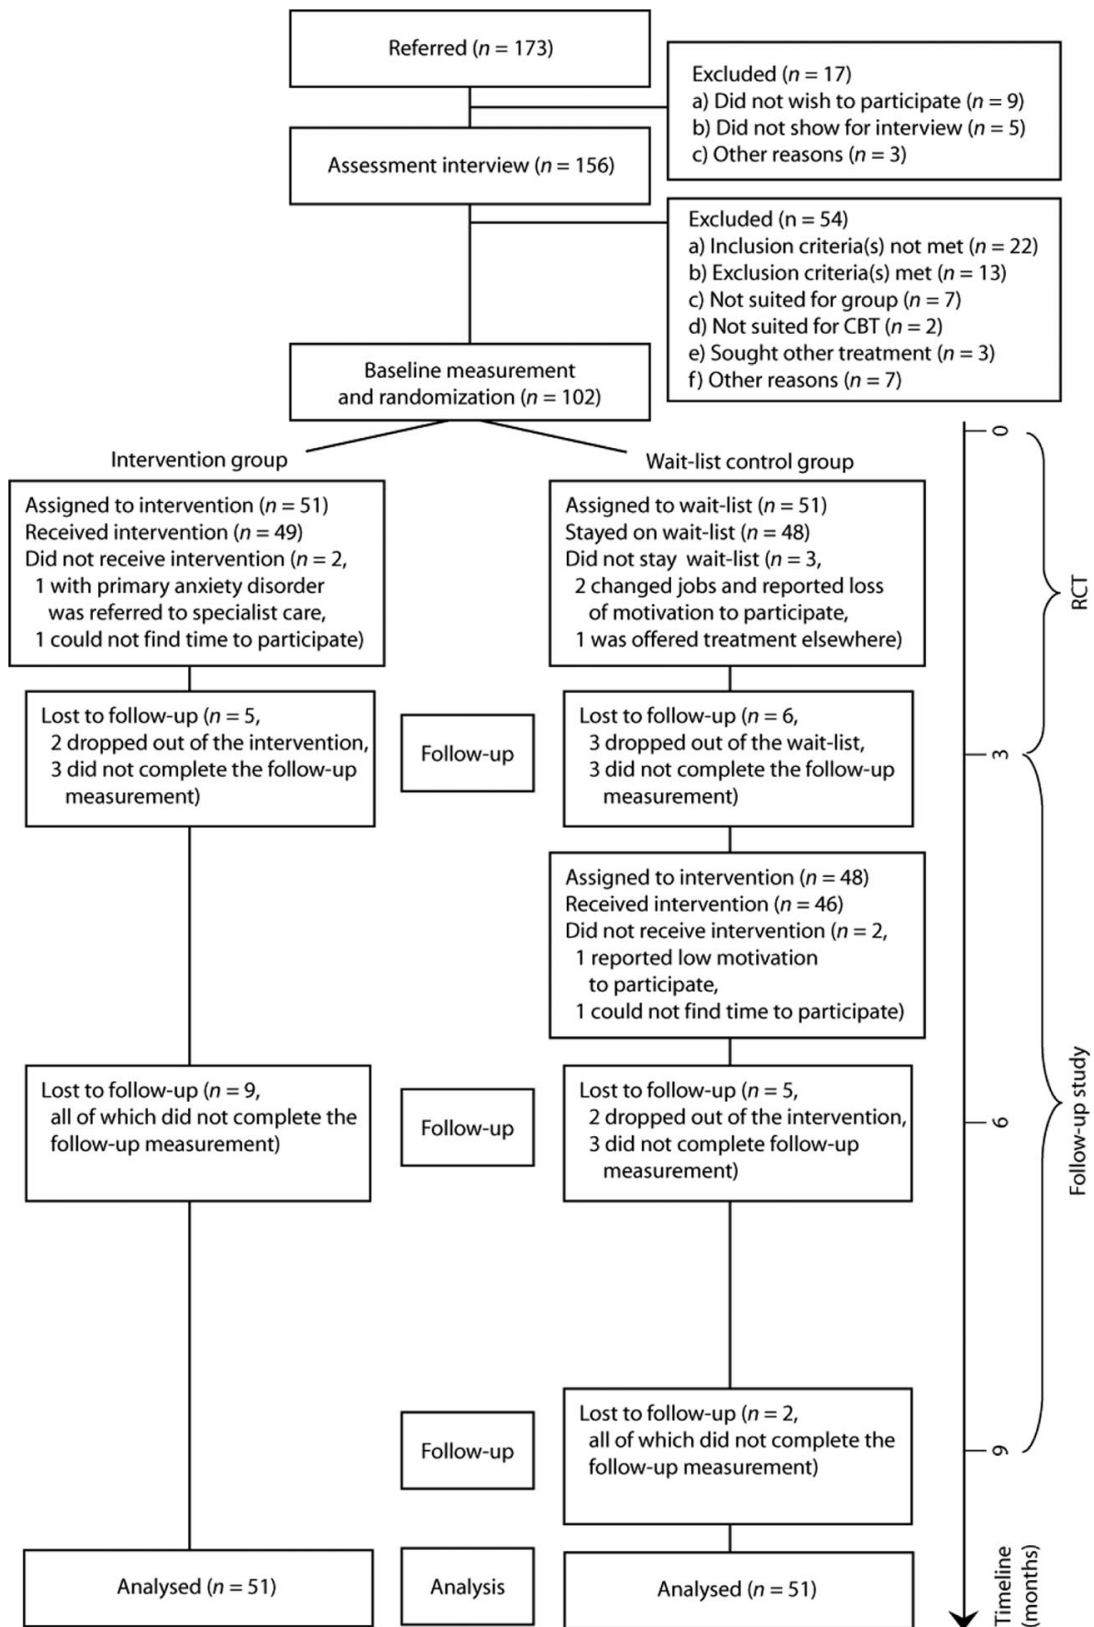 Referred (n = 173)
Excluded (n = 17)
a) Did not wish to participate (n = 9)
b) Did not show for interview (n = 5)
c) Other reasons (n = 3)
Assessment interview (n = 156)
Excluded (n = 54)
a) Inclusion criteria(s) not met (n = 22)
b) Exclusion criteria(s) met (n = 13)
c) Not suited for group (n = 7)
d) Not suited for CBT (n = 2)
e) Sought other treatment (n = 3)
f) Other reasons (n = 7)
Baseline measurement
and randomization (n = 102)
Intervention group
Assigned to intervention (n = 51)
Received intervention (n = 49)
Did not receive intervention (n = 2,
1 with primary anxiety disorder
was referred to specialist care,
1 could not find time to participate)
Wait-list control group
Assigned to wait-list (n = 51)
Stayed on wait-list (n = 48)
Did not stay wait-list (n = 3,
2 changed jobs and reported loss
of motivation to participate,
1 was offered treatment elsewhere)
0
RCT
Lost to follow-up (n = 5,
2 dropped out of the intervention,
3 did not complete the follow-up
measurement)
Follow-up
Lost to follow-up (n = 6,
3 dropped out of the wait-list,
3 did not complete the follow-up
measurement)
3
Assigned to intervention (n = 48)
Received intervention (n = 46)
Did not receive intervention (n = 2,
1 reported low motivation
to participate,
1 could not find time to participate)
Lost to follow-up (n = 9,
all of which did not complete the
follow-up measurement)
Follow-up
Lost to follow-up (n = 5,
2 dropped out of the intervention,
3 did not complete follow-up
measurement)
6
Follow-up study
Follow-up
Lost to follow-up (n = 2,
all of which did not complete the
follow-up measurement)
9
Analysed (n = 51)
Analysis
Analysed (n = 51)
Timeline
(months)